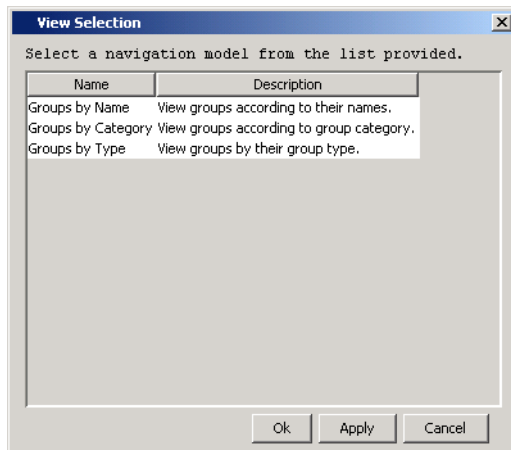 View Selection
Select a navigation model from the list provided.
Name Description
Groups by Name View groups according to their names.
Groups by Category View groups according to group category.
Groups by Type View groups by their group type.
Ok Apply Cancel